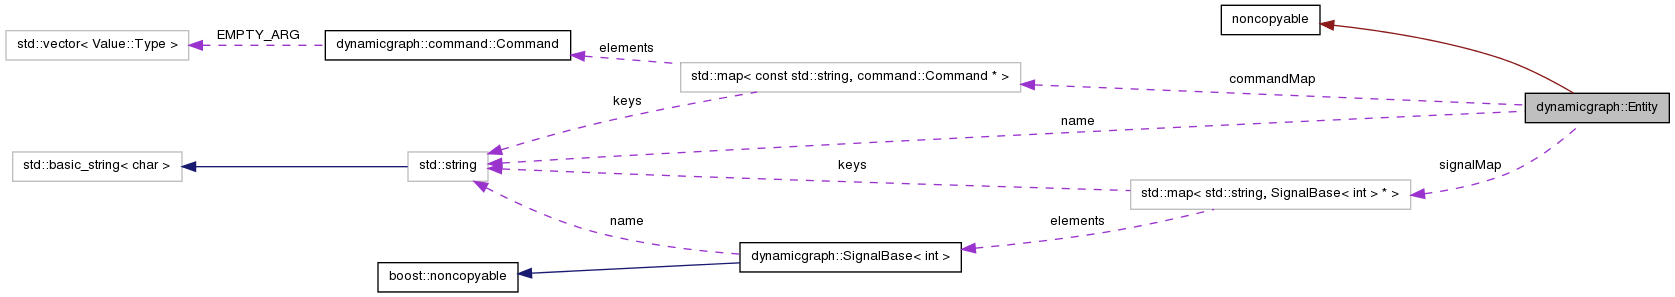 noncopyable
std::vector< Value::Type >
EMPTY_ARG
dynamicgraph::command::Command
elements
std::map< const std::string, command::Command * >
commandMap
dynamicgraph::Entity
keys
name
std::basic_string< char >
std::string
keys
signalMap
std::map< std::string, SignalBase< int > * >
name
elements
dynamicgraph::SignalBase< int >
boost::noncopyable